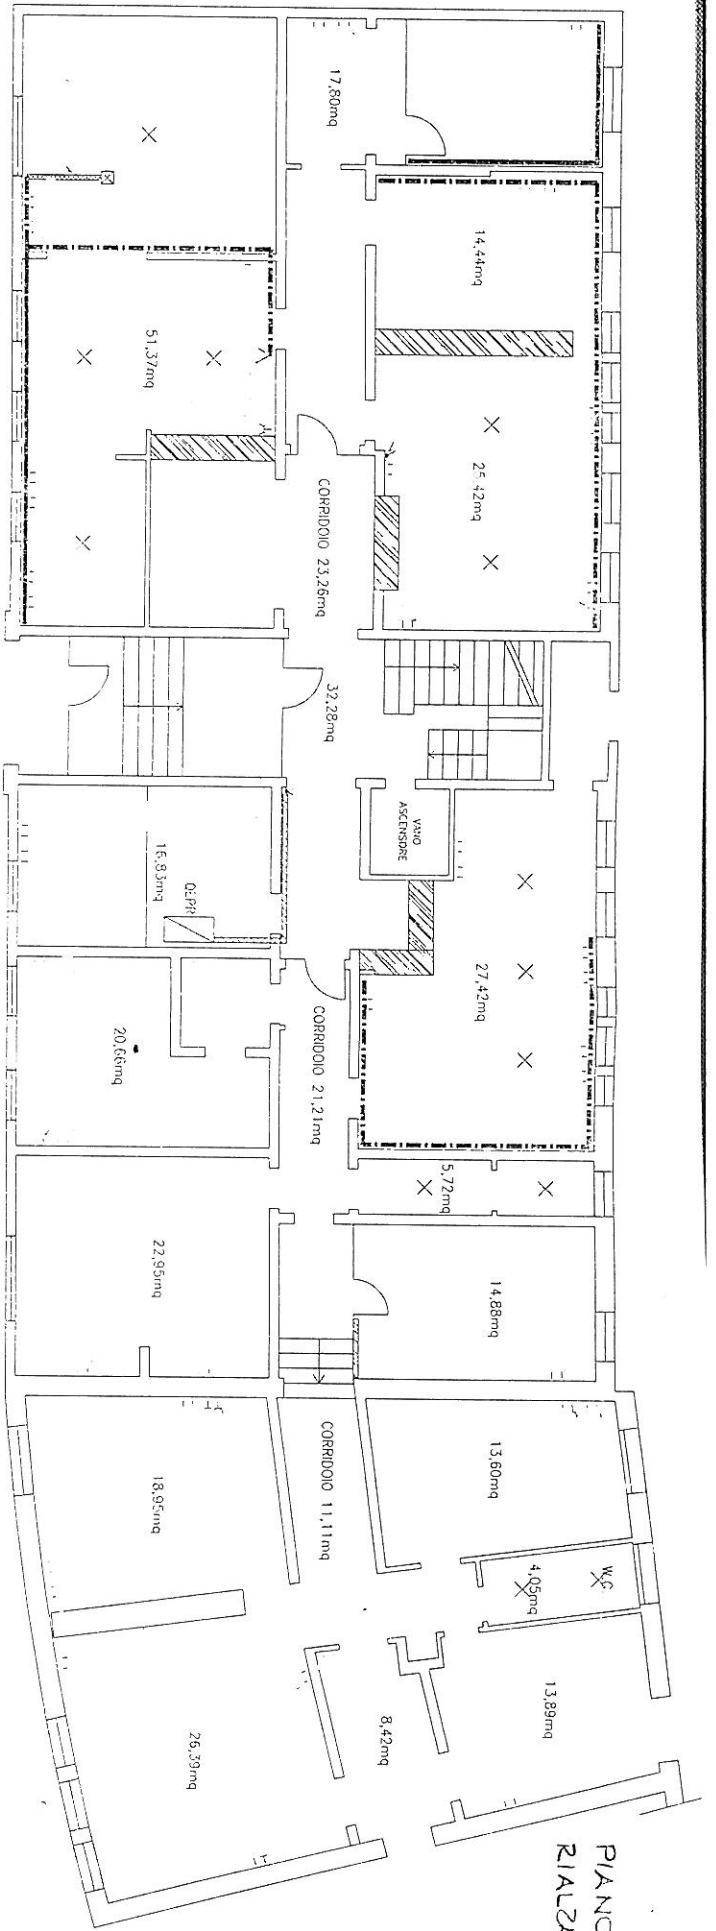 17,80mq
14,44mq
51,37mq
25,42mq
CORRIDOIO 23,26mq
32,28mq
VANO
ASCENSORE
16,83mq
27,42mq
CORRIDOIO 21,21mq
20,66mq
5,72mq
22,95mq
14,88mq
CORRIDOIO 11,11mq
13,60mq
18,95mq
W.C.
4,05mq
13,89mq
8,42mq
26,39mq
PIANO